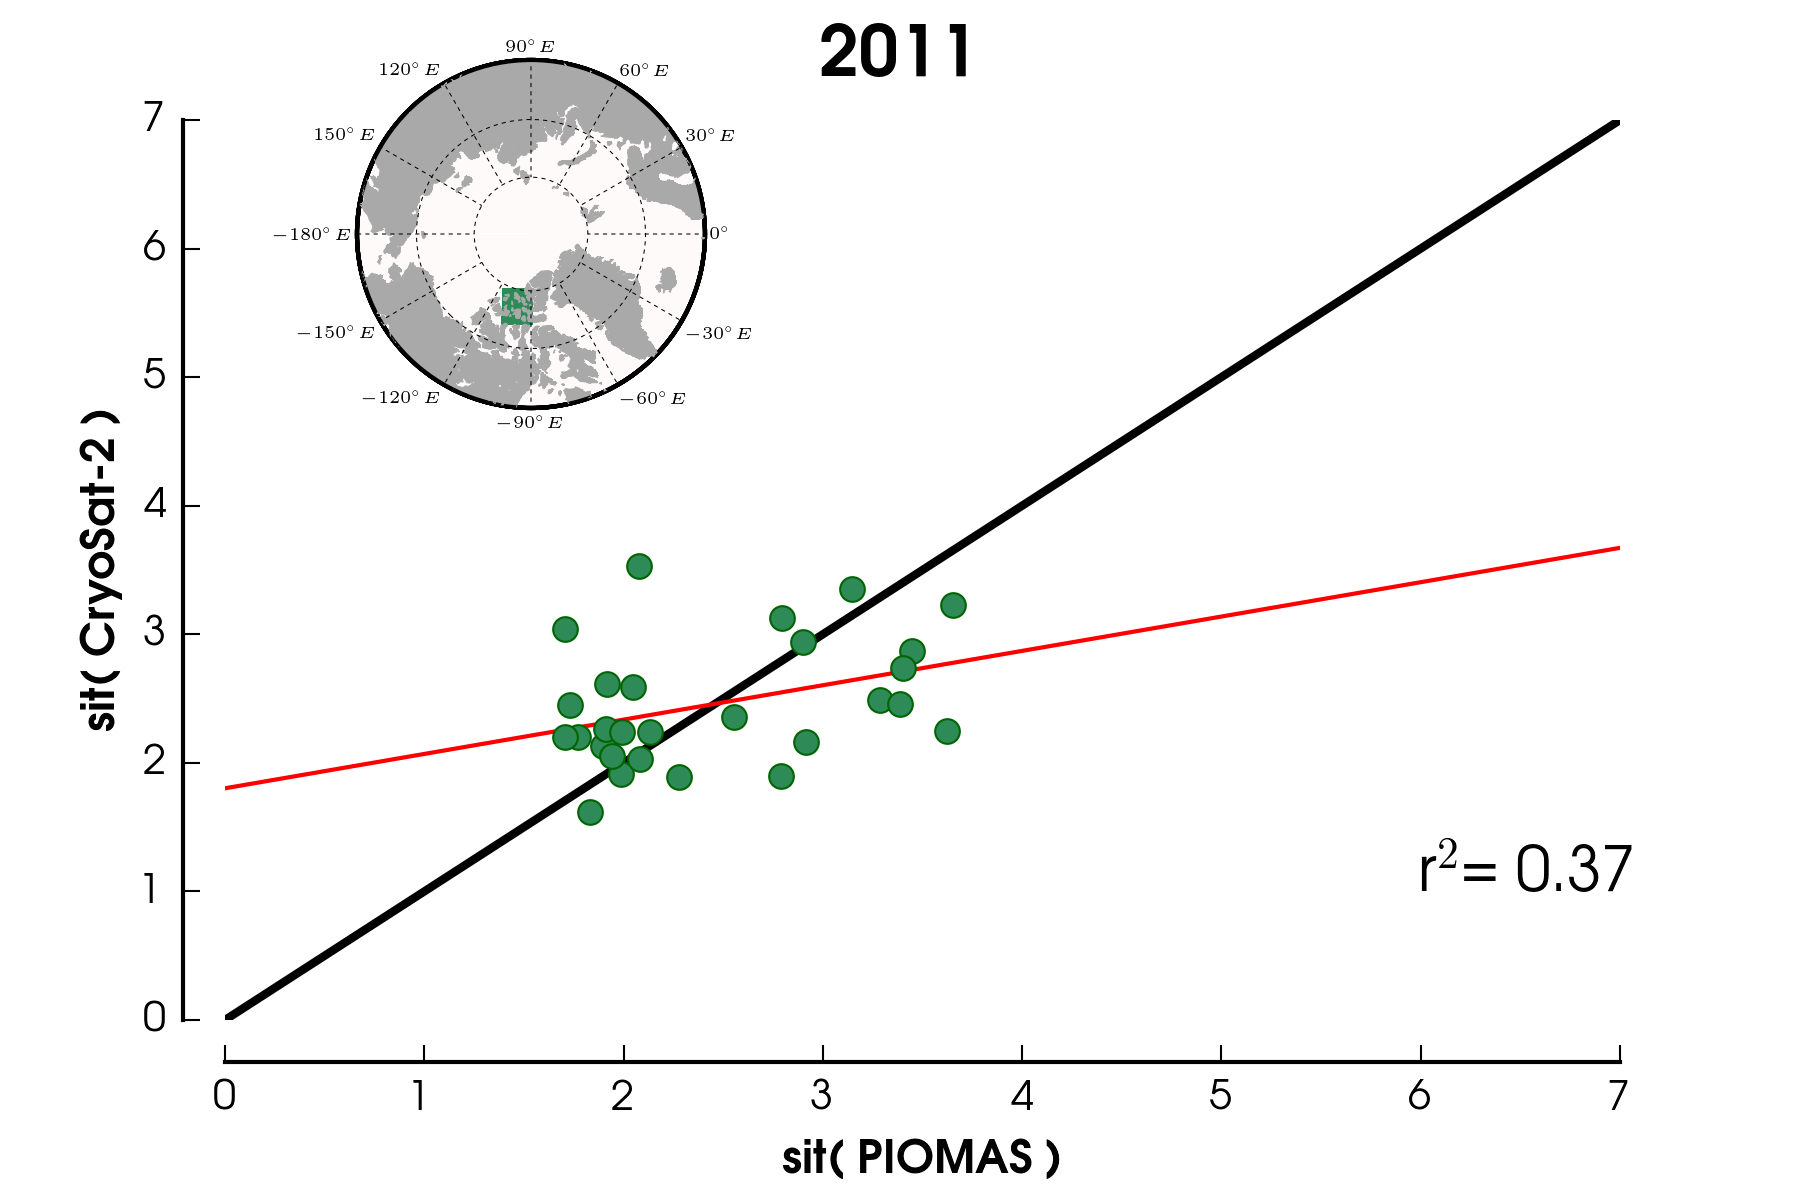 2011
90° E
120° E
60° E
150° E
30° E
−180° E
0°
−150° E
−30° E
−120° E
−60° E
−90° E
7
6
5
4
3
2
1
0
sit( CryoSat-2 )
r²= 0.37
0 1 2 3 4 5 6 7
sit( PIOMAS )